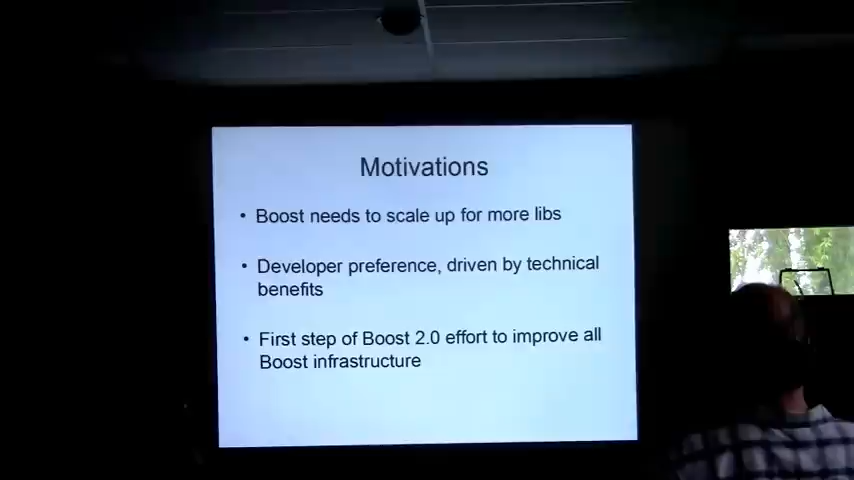 Motivations
• Boost needs to scale up for more libs
• Developer preference, driven by technical
benefits
• First step of Boost 2.0 effort to improve all
Boost infrastructure